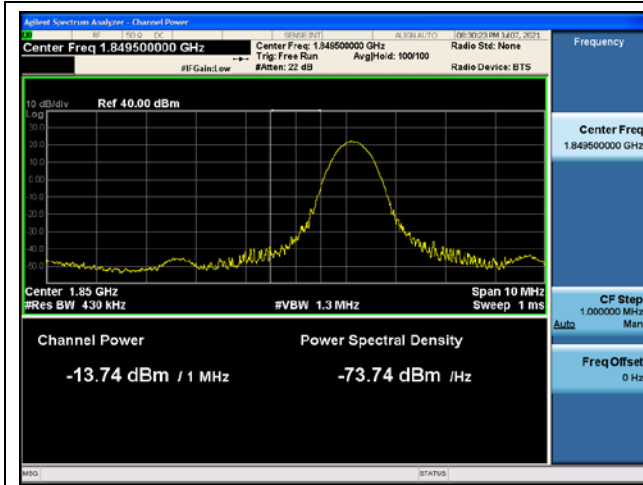 Agilent Spectrum Analyzer - Channel Power
RF 50 Ω DC SENSE:INT ALIGN AUTO 08:30:23 PM Jul 07, 2021
Center Freq 1.849500000 GHz
Center Freq: 1.849500000 GHz Radio Std: None
Trig: Free Run Avg|Hold: 100/100
#IFGain:Low #Atten: 22 dB Radio Device: BTS
Frequency
10 dB/div Ref 40.00 dBm
Log
30.0
20.0
10.0
0.00
-10.0
-20.0
-30.0
-40.0
-50.0
Center 1.85 GHz Span 10 MHz
#Res BW 430 kHz #VBW 1.3 MHz Sweep 1 ms
Channel Power Power Spectral Density
-13.74 dBm / 1 MHz -73.74 dBm /Hz
Center Freq
1.849500000 GHz
CF Step
1.000000 MHz
Auto Man
Freq Offset
0 Hz
MSG STATUS